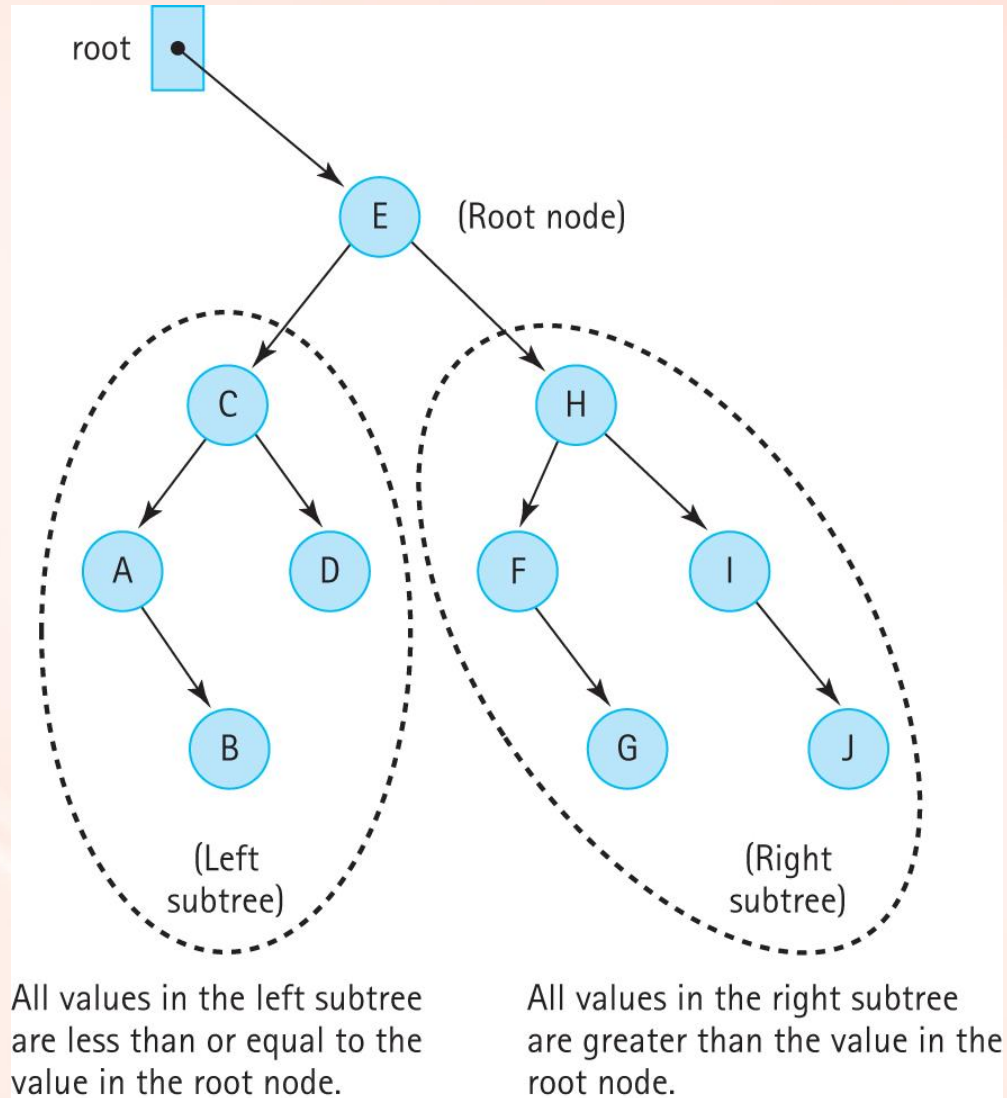 root
E
(Root node)
C
H
A
D
F
I
B
G
J
(Left
subtree)
(Right
subtree)
All values in the left subtree
are less than or equal to the
value in the root node.
All values in the right subtree
are greater than the value in the
root node.